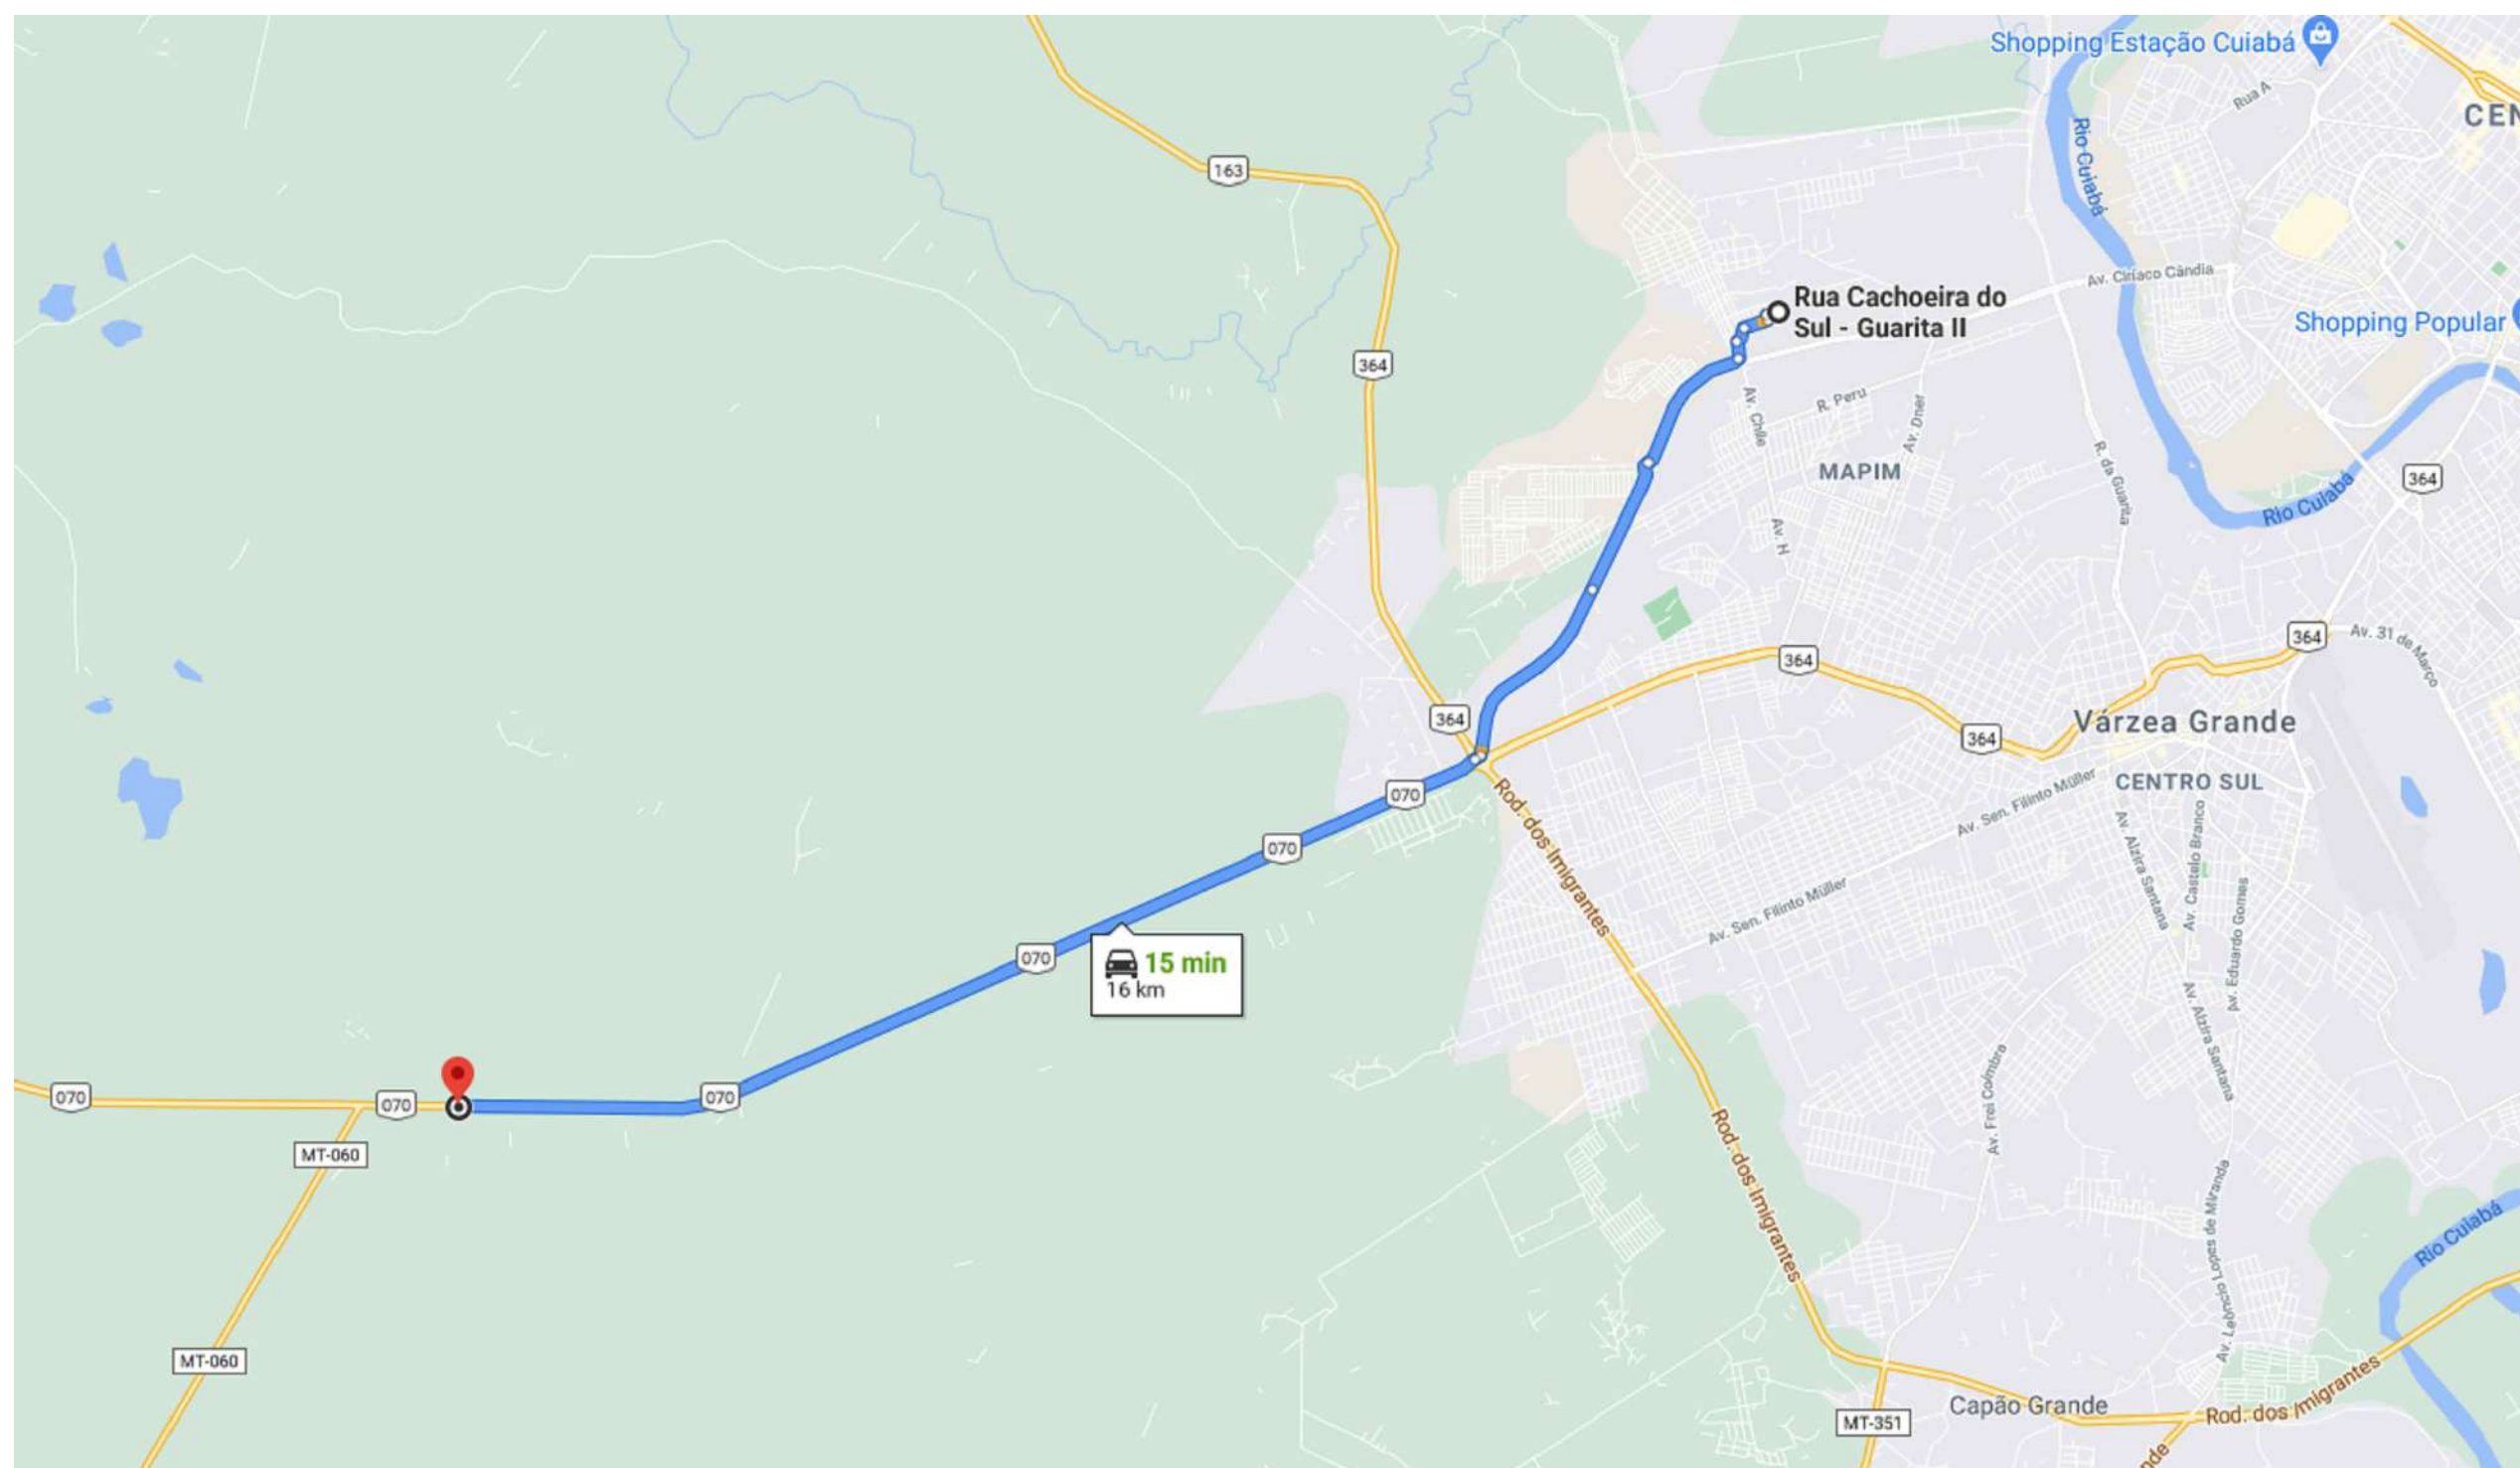 Shopping Estação Cuiabá
Rua A
CEN
163
Rio Cuiabá
Av. Ciríaco Cândia
Rua Cachoeira do
Sul - Guarita II
Shopping Popular
364
Av. Chile
R. Peru
Av. Dner
MAPIM
R. da Guarita
364
Rio Cuiabá
Av. H
364
Av. 31 de Março
364
364
Várzea Grande
364
CENTRO SUL
070
Rod. dos Imigrantes
Av. Sen. Filinto Müller
Av. Alzira Santana
Av. Castelo Branco
070
Av. Sen. Filinto Müller
Av. Eduardo Gomes
070
15 min
16 km
Av. Alzira Santana
070
070
070
Av. Frei Coimbra
MT-060
Rod. dos Imigrantes
Av. Leôncio Lopes de Miranda
Rio Cuiabá
MT-060
Capão Grande
Rod. dos Imigrantes
MT-351
nde